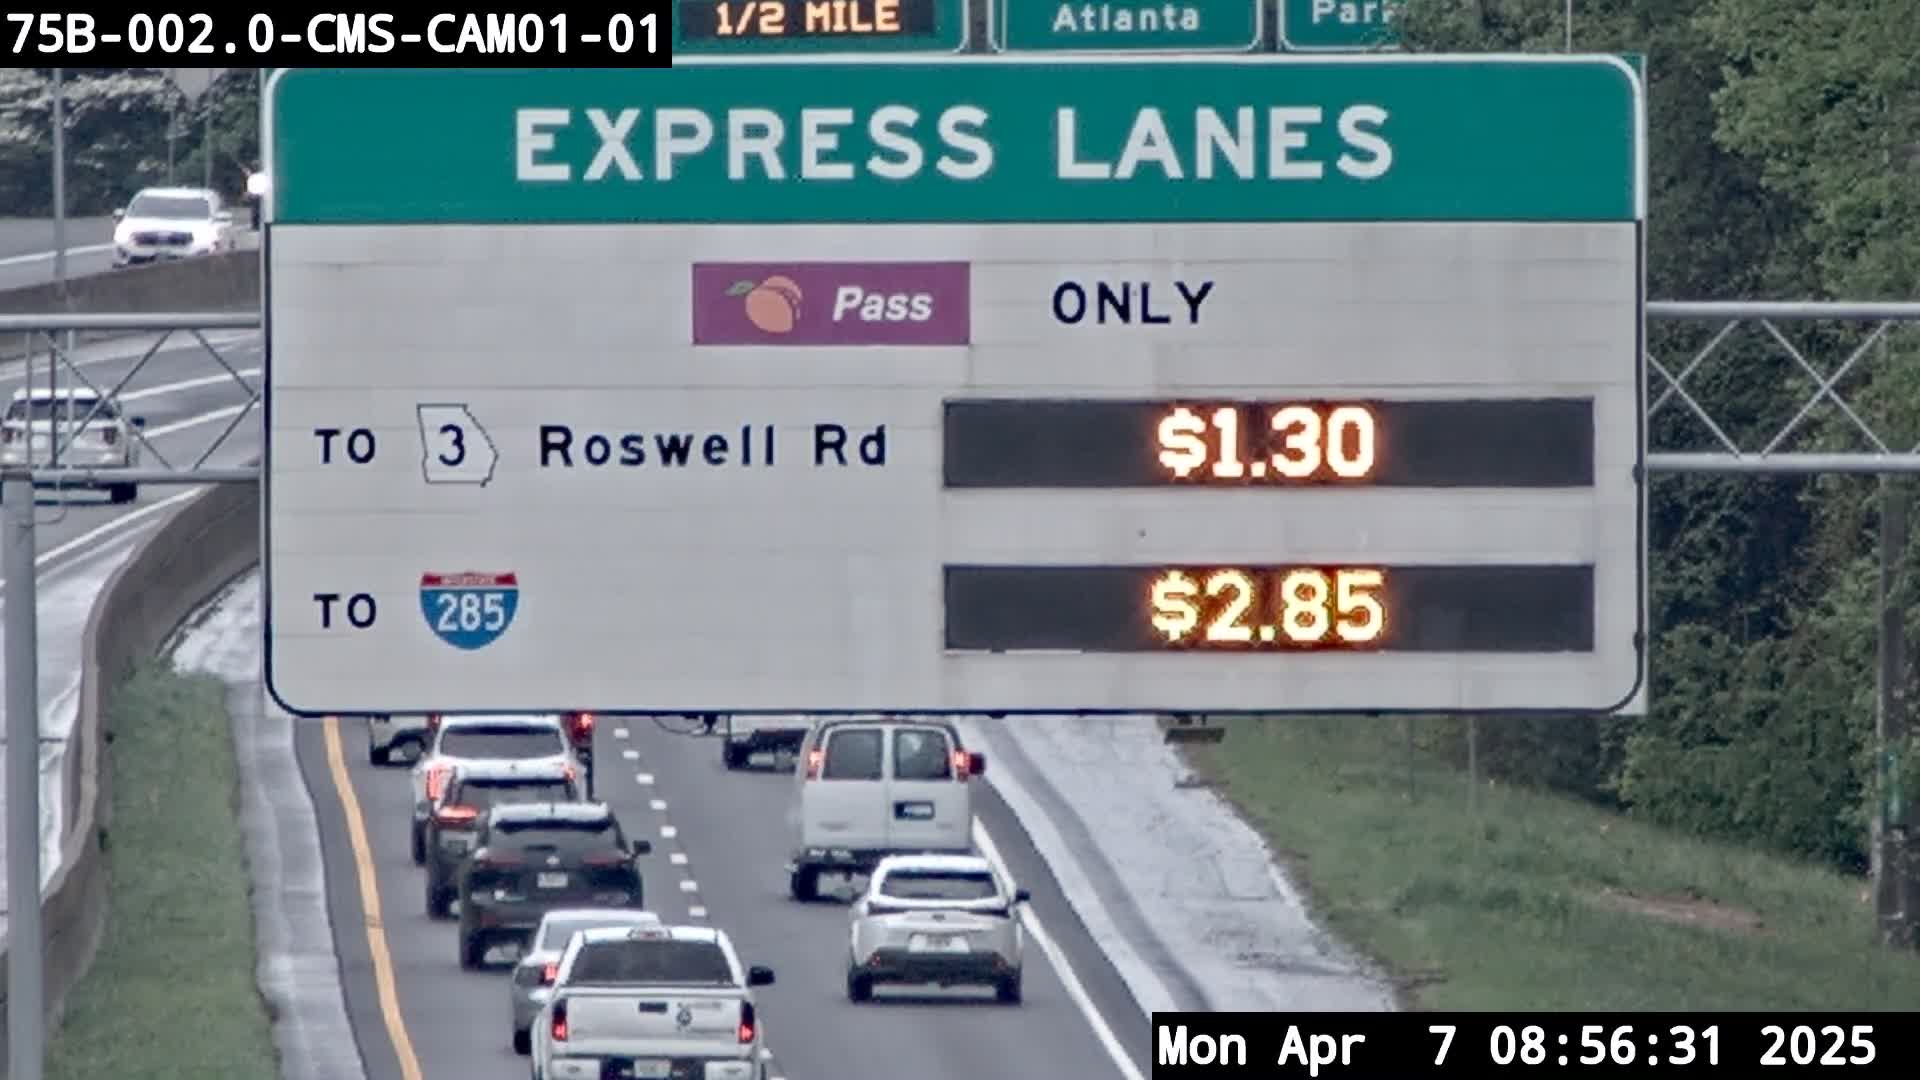 75B-002.0-CMS-CAM01-01
1/2 MILE
Atlanta
EXPRESS LANES
Pass ONLY
TO 3 Roswell Rd $1.30
TO INTERSTATE 285 $2.85
Mon Apr 7 08:56:31 2025